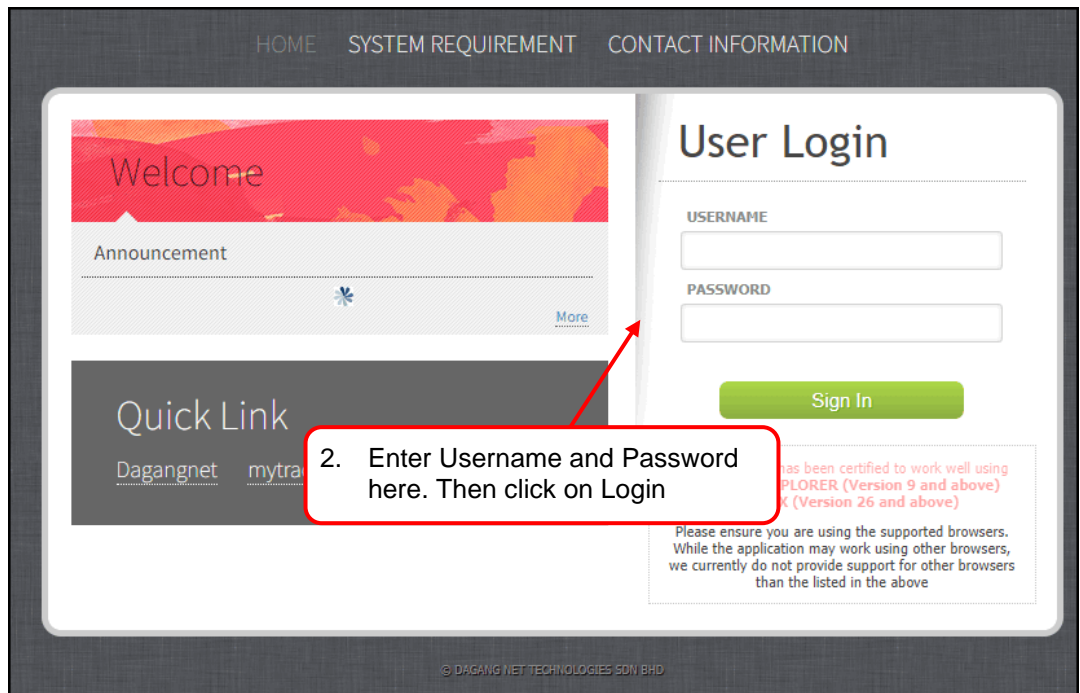 HOME SYSTEM REQUIREMENT CONTACT INFORMATION
Welcome
Announcement
More
Quick Link
Dagangnet
2. Enter Username and Password
here. Then click on Login
User Login
USERNAME
PASSWORD
Sign In
has been certified to work well using
(Version 9 and above)
(Version 26 and above)
Please ensure you are using the supported browsers.
While the application may work using other browsers,
we currently do not provide support for other browsers
than the listed in the above
© DAGANG NET TECHNOLOGIES SDN BHD